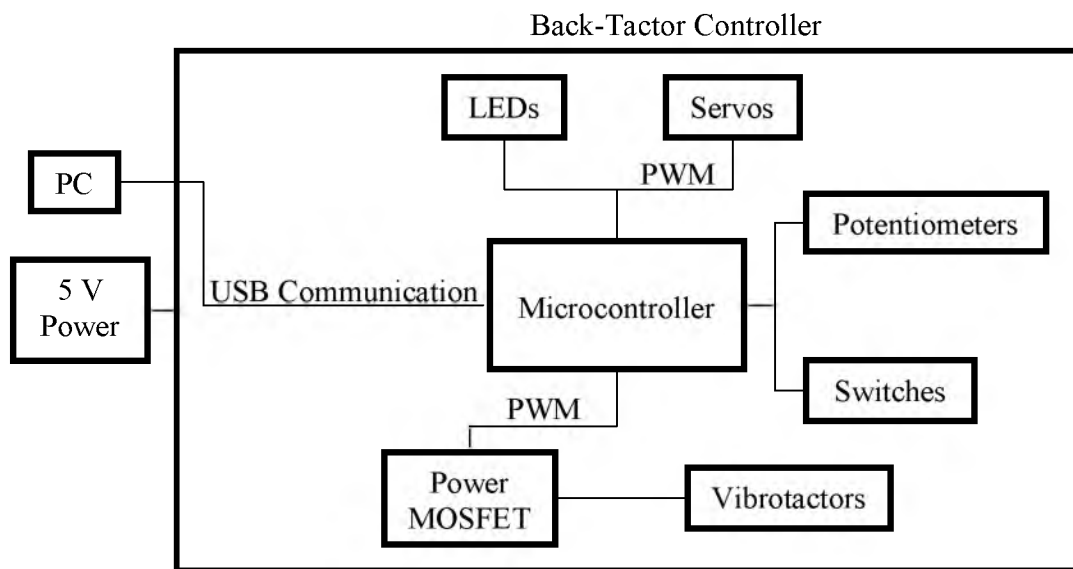 Back-Tactor Controller
LEDs
Servos
PC
PWM
Potentiometers
5 V
Power
USB Communication
Microcontroller
Switches
PWM
Power
MOSFET
Vibrotactors